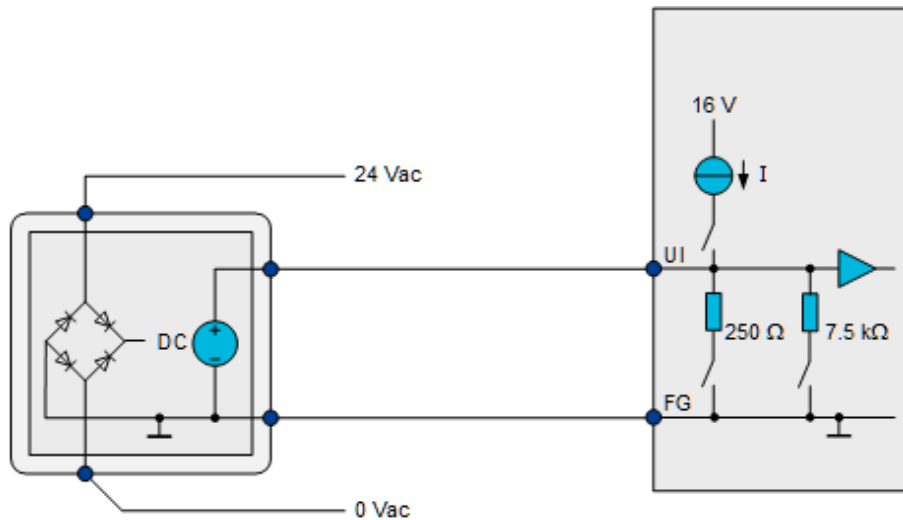 16 V
24 Vac
I
UI
DC
+
−
250 Ω
7.5 kΩ
FG
0 Vac